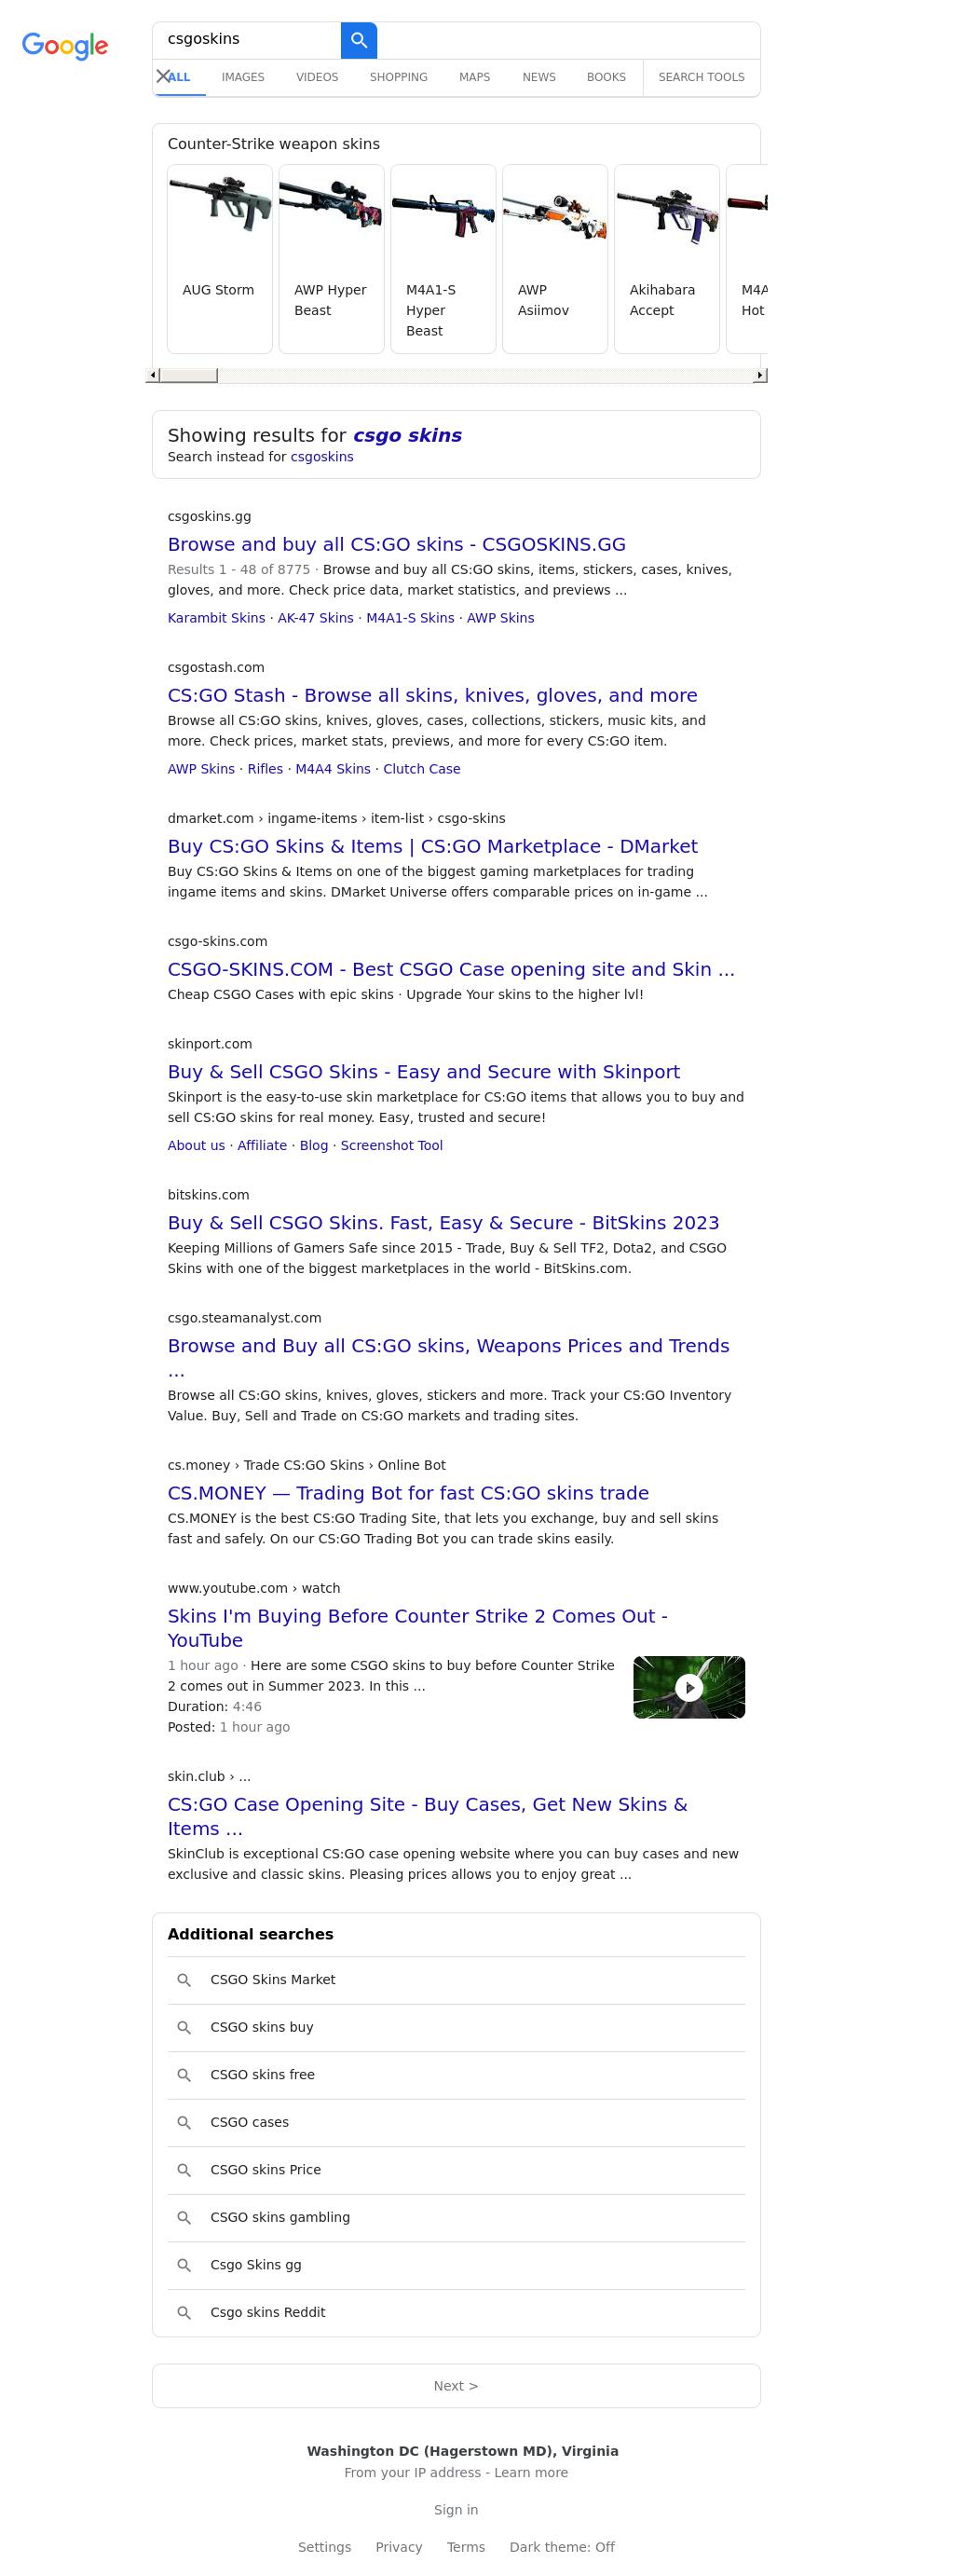 Google
csgoskins
ALL IMAGES VIDEOS SHOPPING MAPS NEWS BOOKS SEARCH TOOLS
Counter-Strike weapon skins
AUG Storm
AWP Hyper
Beast
M4A1-S
Hyper
Beast
AWP
Asiimov
Akihabara
Accept
M4A
Hot
Showing results for csgo skins
Search instead for csgoskins
csgoskins.gg
Browse and buy all CS:GO skins - CSGOSKINS.GG
Results 1 - 48 of 8775 · Browse and buy all CS:GO skins, items, stickers, cases, knives,
gloves, and more. Check price data, market statistics, and previews ...
Karambit Skins · AK-47 Skins · M4A1-S Skins · AWP Skins
csgostash.com
CS:GO Stash - Browse all skins, knives, gloves, and more
Browse all CS:GO skins, knives, gloves, cases, collections, stickers, music kits, and
more. Check prices, market stats, previews, and more for every CS:GO item.
AWP Skins · Rifles · M4A4 Skins · Clutch Case
dmarket.com › ingame-items › item-list › csgo-skins
Buy CS:GO Skins & Items | CS:GO Marketplace - DMarket
Buy CS:GO Skins & Items on one of the biggest gaming marketplaces for trading
ingame items and skins. DMarket Universe offers comparable prices on in-game ...
csgo-skins.com
CSGO-SKINS.COM - Best CSGO Case opening site and Skin ...
Cheap CSGO Cases with epic skins · Upgrade Your skins to the higher lvl!
skinport.com
Buy & Sell CSGO Skins - Easy and Secure with Skinport
Skinport is the easy-to-use skin marketplace for CS:GO items that allows you to buy and
sell CS:GO skins for real money. Easy, trusted and secure!
About us · Affiliate · Blog · Screenshot Tool
bitskins.com
Buy & Sell CSGO Skins. Fast, Easy & Secure - BitSkins 2023
Keeping Millions of Gamers Safe since 2015 - Trade, Buy & Sell TF2, Dota2, and CSGO
Skins with one of the biggest marketplaces in the world - BitSkins.com.
csgo.steamanalyst.com
Browse and Buy all CS:GO skins, Weapons Prices and Trends
...
Browse all CS:GO skins, knives, gloves, stickers and more. Track your CS:GO Inventory
Value. Buy, Sell and Trade on CS:GO markets and trading sites.
cs.money › Trade CS:GO Skins › Online Bot
CS.MONEY — Trading Bot for fast CS:GO skins trade
CS.MONEY is the best CS:GO Trading Site, that lets you exchange, buy and sell skins
fast and safely. On our CS:GO Trading Bot you can trade skins easily.
www.youtube.com › watch
Skins I'm Buying Before Counter Strike 2 Comes Out -
YouTube
1 hour ago · Here are some CSGO skins to buy before Counter Strike
2 comes out in Summer 2023. In this ...
Duration: 4:46
Posted: 1 hour ago
skin.club › ...
CS:GO Case Opening Site - Buy Cases, Get New Skins &
Items ...
SkinClub is exceptional CS:GO case opening website where you can buy cases and new
exclusive and classic skins. Pleasing prices allows you to enjoy great ...
Additional searches
CSGO Skins Market
CSGO skins buy
CSGO skins free
CSGO cases
CSGO skins Price
CSGO skins gambling
Csgo Skins gg
Csgo skins Reddit
Next >
Washington DC (Hagerstown MD), Virginia
From your IP address - Learn more
Sign in
Settings Privacy Terms Dark theme: Off